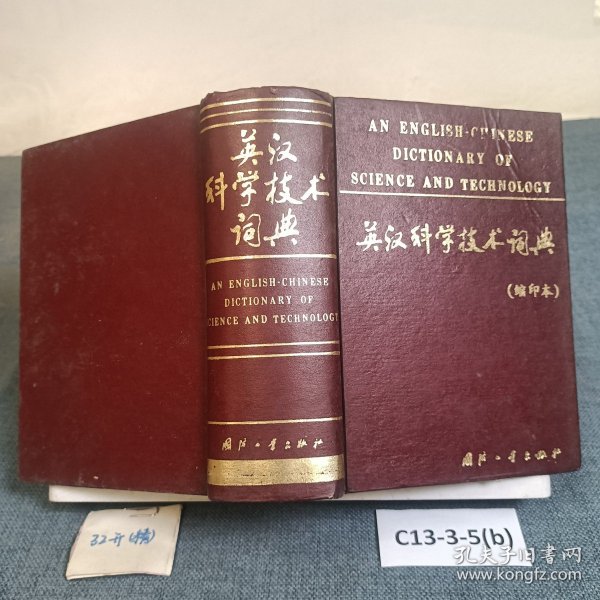 英汉
科学技术
词典
AN ENGLISH-CHINESE
DICTIONARY OF
SCIENCE AND TECHNOLOGY
国防工业出版社
AN ENGLISH-CHINESE
DICTIONARY OF
SCIENCE AND TECHNOLOGY
英汉科学技术词典
(缩印本)
国防工业出版社
32开(精)
C13-3-5(b)
孔夫子旧书网
www.kongfz.com